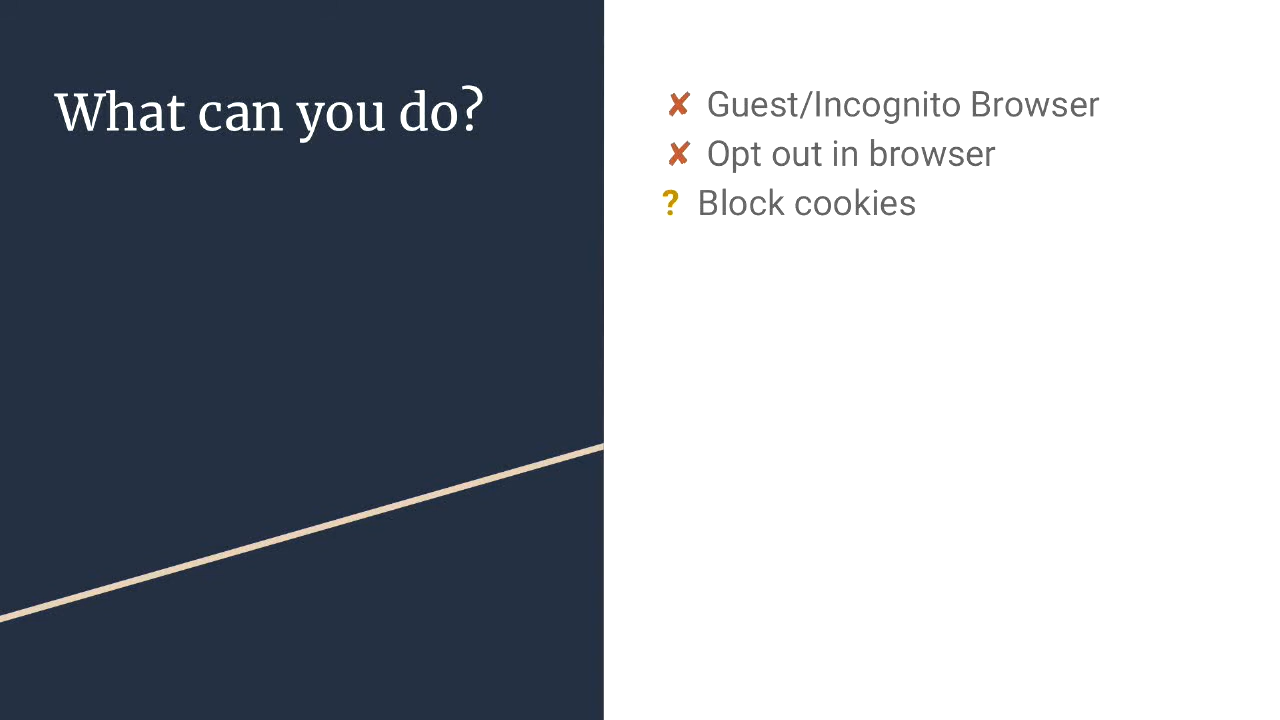 What can you do?
✘ Guest/Incognito Browser
✘ Opt out in browser
? Block cookies